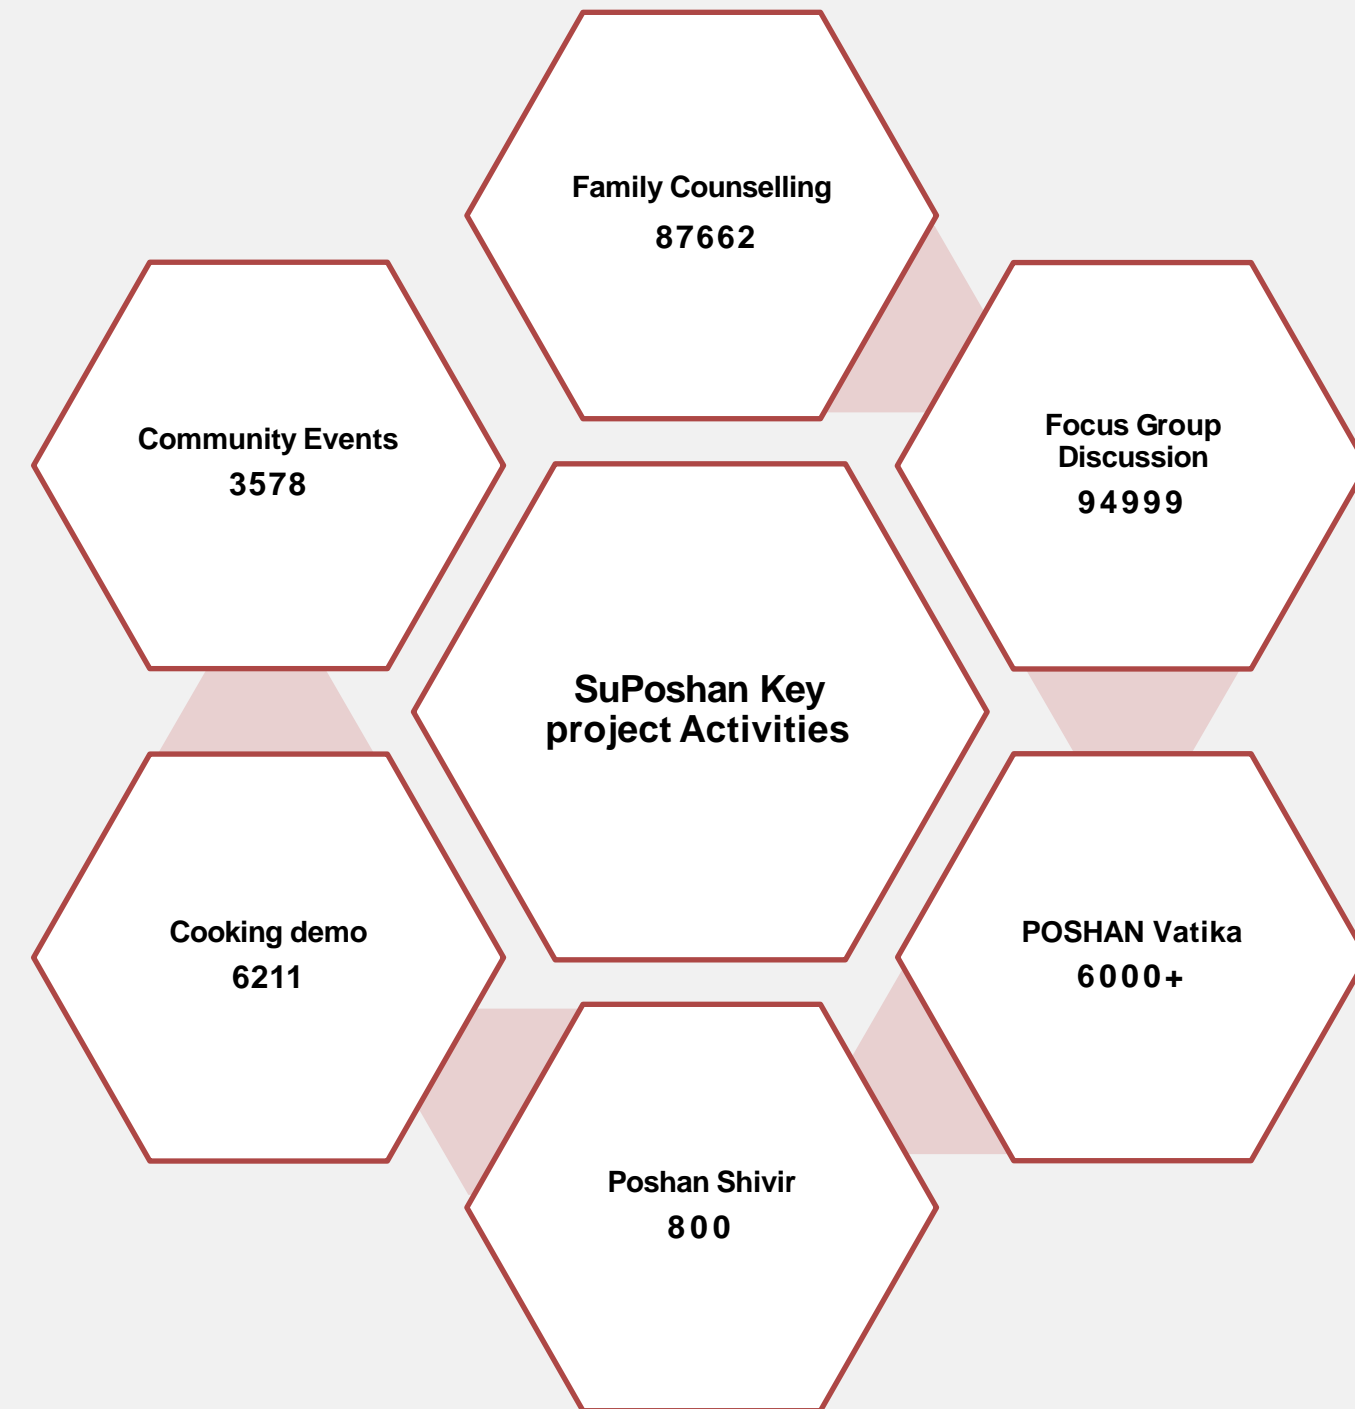 Family Counselling
87662
Community Events
3578
Focus Group
Discussion
94999
SuPoshan Key
project Activities
Cooking demo
6211
POSHAN Vatika
6000+
Poshan Shivir
800